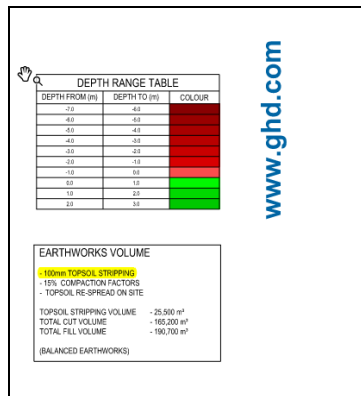 www.ghd.com
DEPTH RANGE TABLE
DEPTH FROM (m) DEPTH TO (m) COLOUR
-7.0 -6.0
-6.0 -5.0
-5.0 -4.0
-4.0 -3.0
-3.0 -2.0
-2.0 -1.0
-1.0 0.0
0.0 1.0
1.0 2.0
2.0 3.0
EARTHWORKS VOLUME
- 100mm TOPSOIL STRIPPING
- 15% COMPACTION FACTORS
- TOPSOIL RE-SPREAD ON SITE
TOPSOIL STRIPPING VOLUME - 25,500 m³
TOTAL CUT VOLUME - 165,200 m³
TOTAL FILL VOLUME - 190,700 m³
(BALANCED EARTHWORKS)